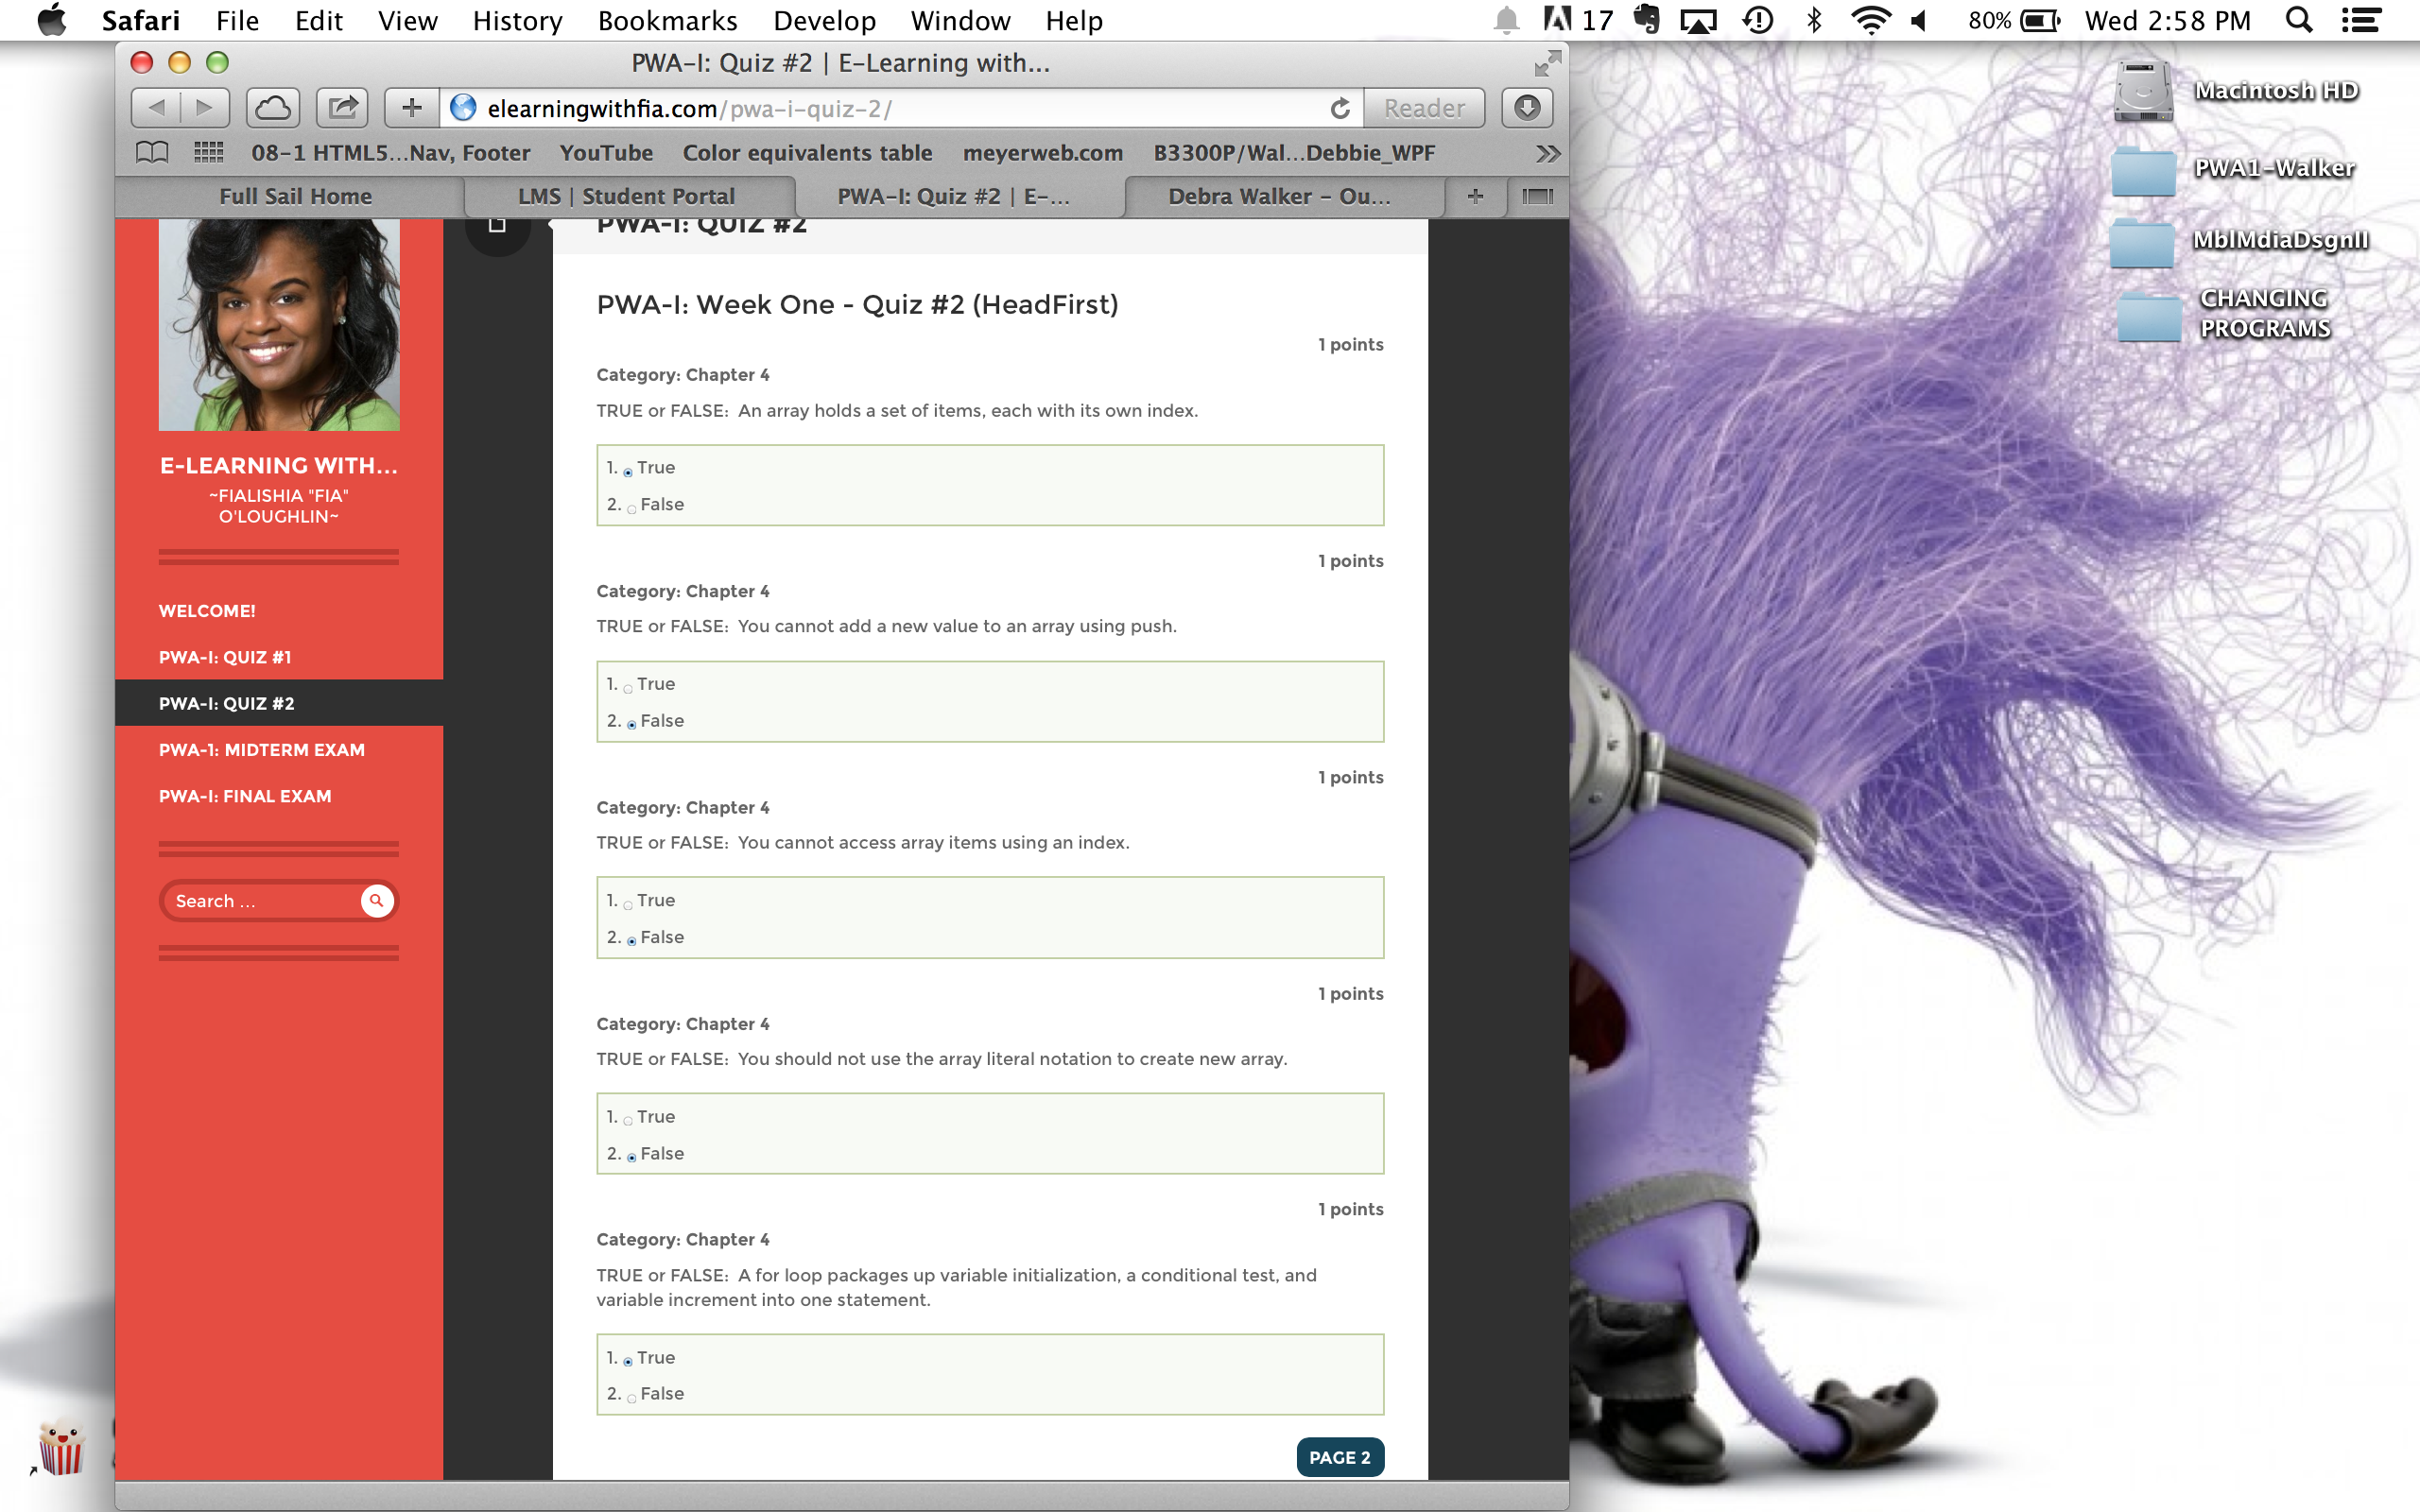 Safari File Edit View History Bookmarks Develop Window Help 17 80% Wed 2:58 PM
PWA-I: Quiz #2 | E-Learning with...
elearningwithfia.com/pwa-i-quiz-2/ Reader
08-1 HTML5...Nav, Footer YouTube Color equivalents table meyerweb.com B3300P/Wal...Debbie_WPF
Full Sail Home LMS | Student Portal PWA-I: Quiz #2 | E-... Debra Walker - Ou...
Macintosh HD
PWA1-Walker
MblMdiaDsgnII
CHANGING
PROGRAMS
E-LEARNING WITH...
~FIALISHIA "FIA"
O'LOUGHLIN~
WELCOME!
PWA-I: QUIZ #1
PWA-I: QUIZ #2
PWA-1: MIDTERM EXAM
PWA-I: FINAL EXAM
Search ...
PWA-I: QUIZ #2
PWA-I: Week One - Quiz #2 (HeadFirst)
1 points
Category: Chapter 4
TRUE or FALSE: An array holds a set of items, each with its own index.
1. True
2. False
1 points
Category: Chapter 4
TRUE or FALSE: You cannot add a new value to an array using push.
1. True
2. False
1 points
Category: Chapter 4
TRUE or FALSE: You cannot access array items using an index.
1. True
2. False
1 points
Category: Chapter 4
TRUE or FALSE: You should not use the array literal notation to create new array.
1. True
2. False
1 points
Category: Chapter 4
TRUE or FALSE: A for loop packages up variable initialization, a conditional test, and
variable increment into one statement.
1. True
2. False
PAGE 2